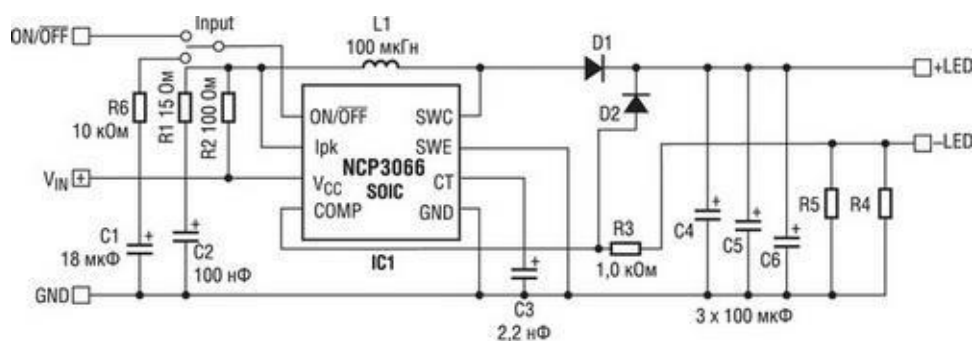 ON/OFF
Input
L1
100 мкГн
D1
+LED
R6
10 кОм
R1 15 Ом
R2 100 Ом
ON/OFF
SWC
D2
Ipk
SWE
–LED
NCP3066
SOIC
VIN
VCC
CT
COMP
GND
R3
1,0 кОм
C4
C5
C6
R5
R4
C1
18 мкФ
C2
100 нФ
IC1
GND
C3
2,2 нФ
3 x 100 мкФ